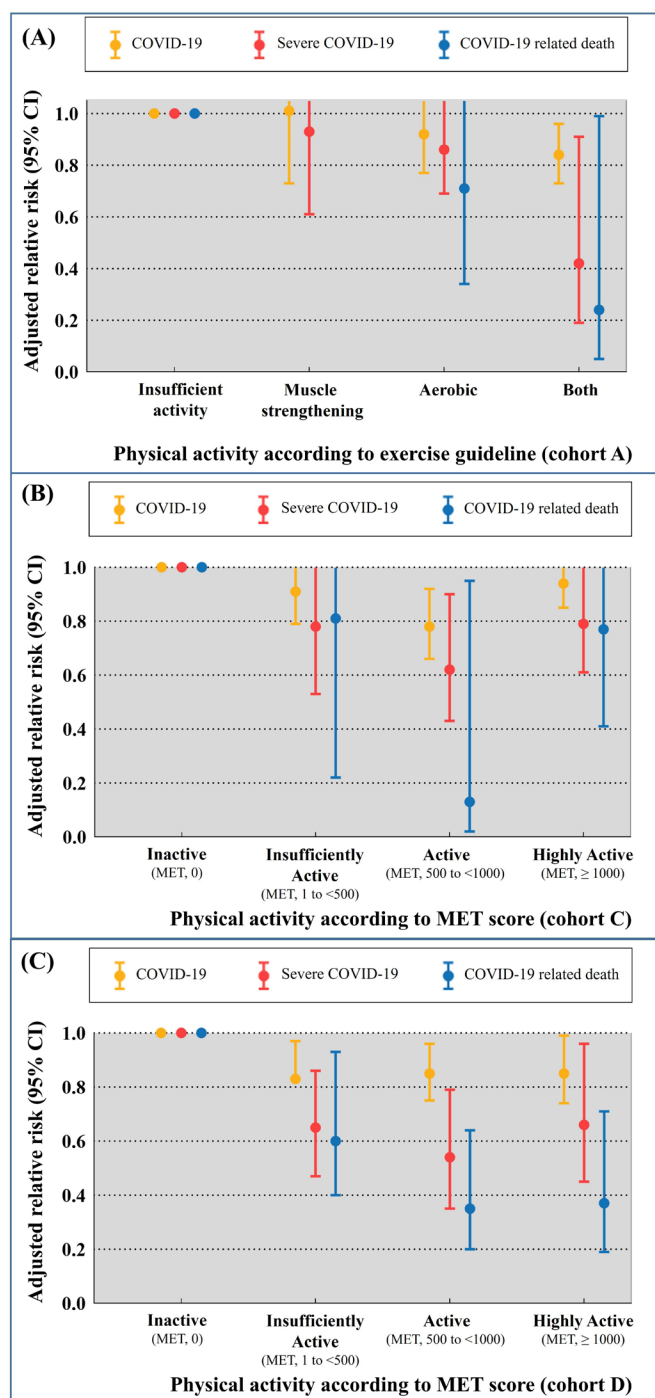 (A)
COVID-19 Severe COVID-19 COVID-19 related death
Adjusted relative risk (95% CI)
1.0
0.8
0.6
0.4
0.2
0.0
Insufficient activity
Muscle strengthening
Aerobic
Both
Physical activity according to exercise guideline (cohort A)
(B)
COVID-19 Severe COVID-19 COVID-19 related death
Adjusted relative risk (95% CI)
1.0
0.8
0.6
0.4
0.2
0.0
Inactive
(MET, 0)
Insufficiently
Active
(MET, 1 to <500)
Active
(MET, 500 to <1000)
Highly Active
(MET, ≥ 1000)
Physical activity according to MET score (cohort C)
(C)
COVID-19 Severe COVID-19 COVID-19 related death
Adjusted relative risk (95% CI)
1.0
0.8
0.6
0.4
0.2
0.0
Inactive
(MET, 0)
Insufficiently
Active
(MET, 1 to <500)
Active
(MET, 500 to <1000)
Highly Active
(MET, ≥ 1000)
Physical activity according to MET score (cohort D)